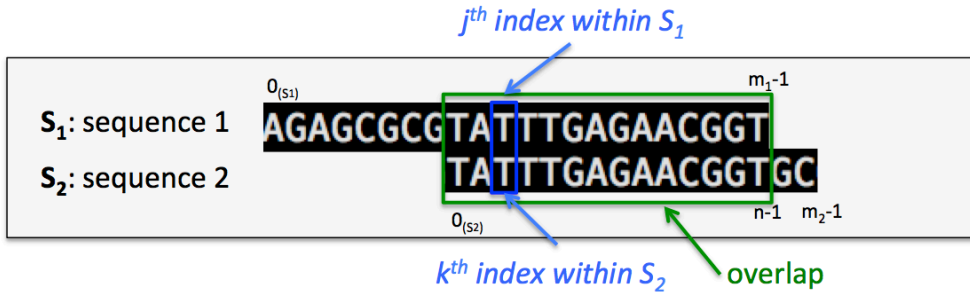 jth index within S1
0(S1)
m1-1
S1: sequence 1
AGAGCGCGTATTTGAGAACGGT
S2: sequence 2
TATTTGAGAACGGTGC
0(S2)
n-1
m2-1
kth index within S2
overlap